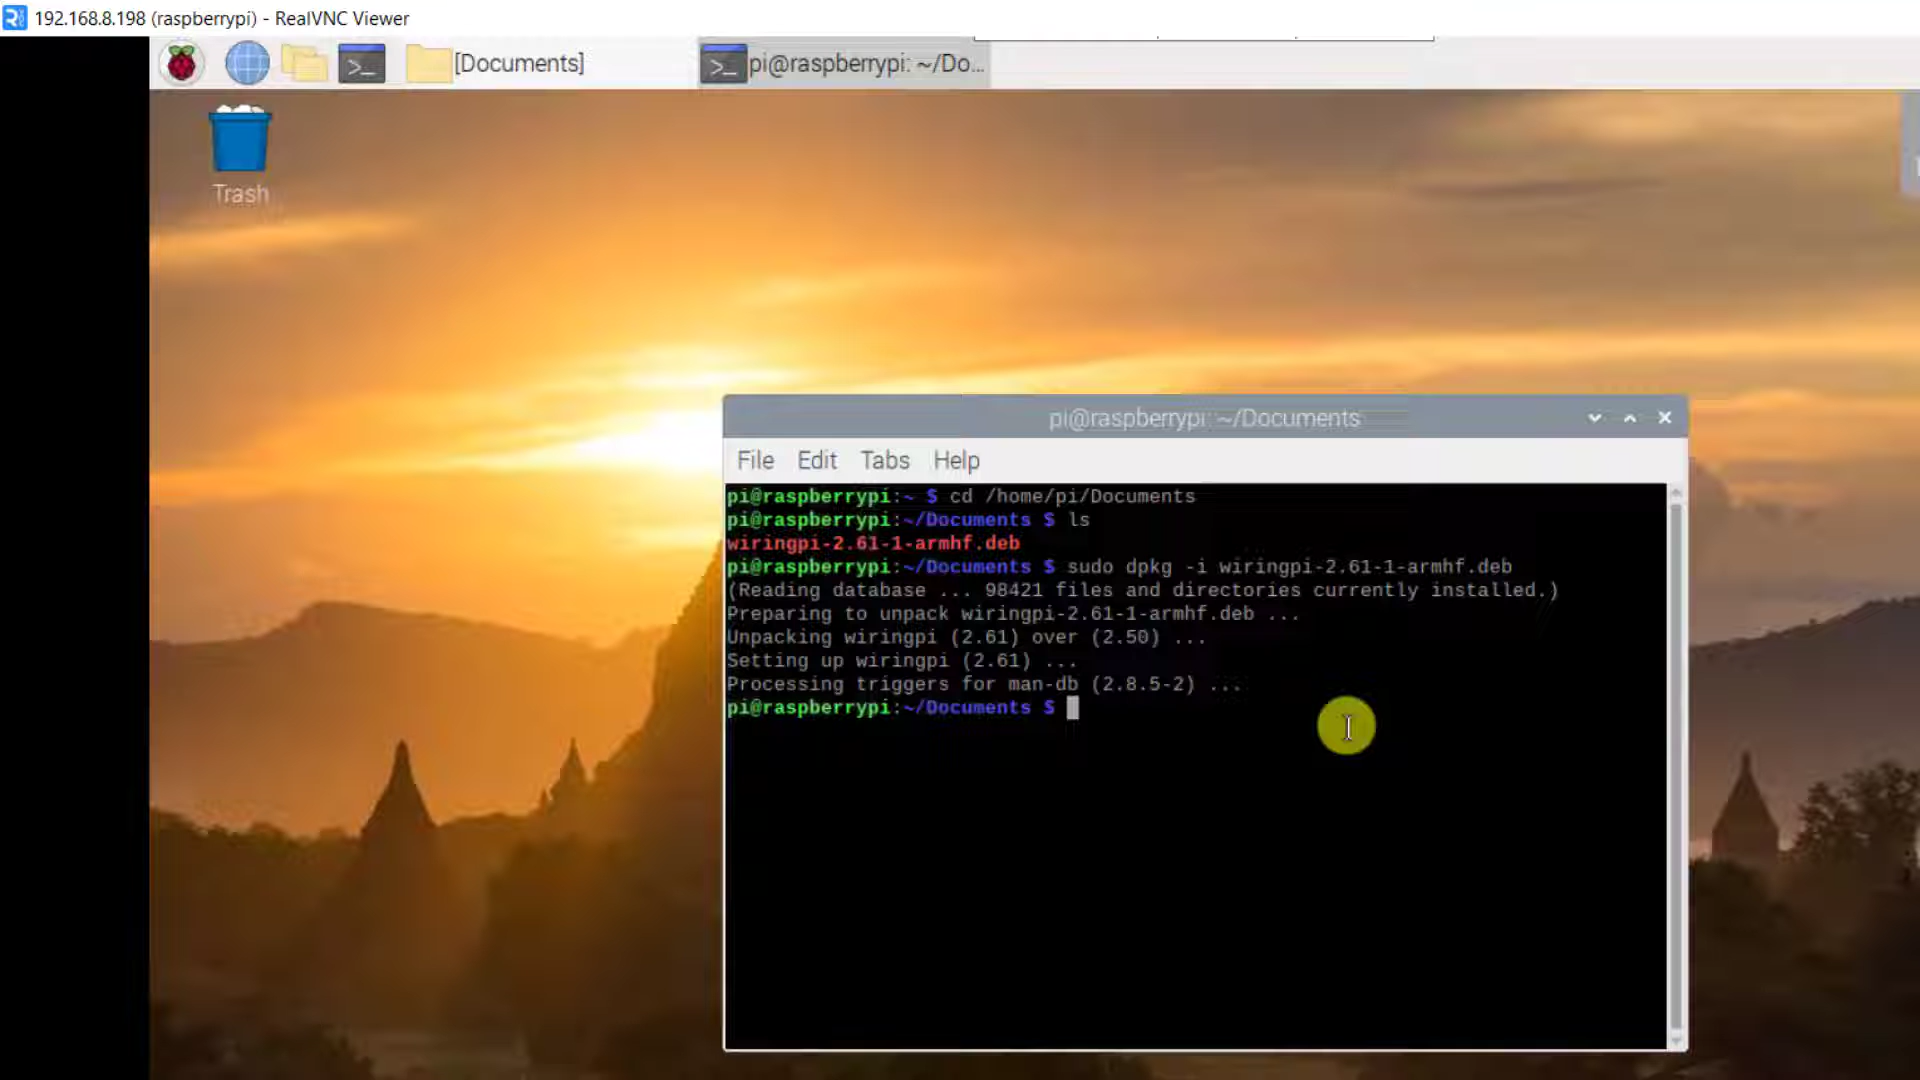 192.168.8.198 (raspberrypi) - RealVNC Viewer
[Documents]
pi@raspberrypi: ~/Do...
Trash
pi@raspberrypi: ~/Documents
File Edit Tabs Help
pi@raspberrypi:~ $ cd /home/pi/Documents
pi@raspberrypi:~/Documents $ ls
wiringpi-2.61-1-armhf.deb
pi@raspberrypi:~/Documents $ sudo dpkg -i wiringpi-2.61-1-armhf.deb
(Reading database ... 98421 files and directories currently installed.)
Preparing to unpack wiringpi-2.61-1-armhf.deb ...
Unpacking wiringpi (2.61) over (2.50) ...
Setting up wiringpi (2.61) ...
Processing triggers for man-db (2.8.5-2) ...
pi@raspberrypi:~/Documents $